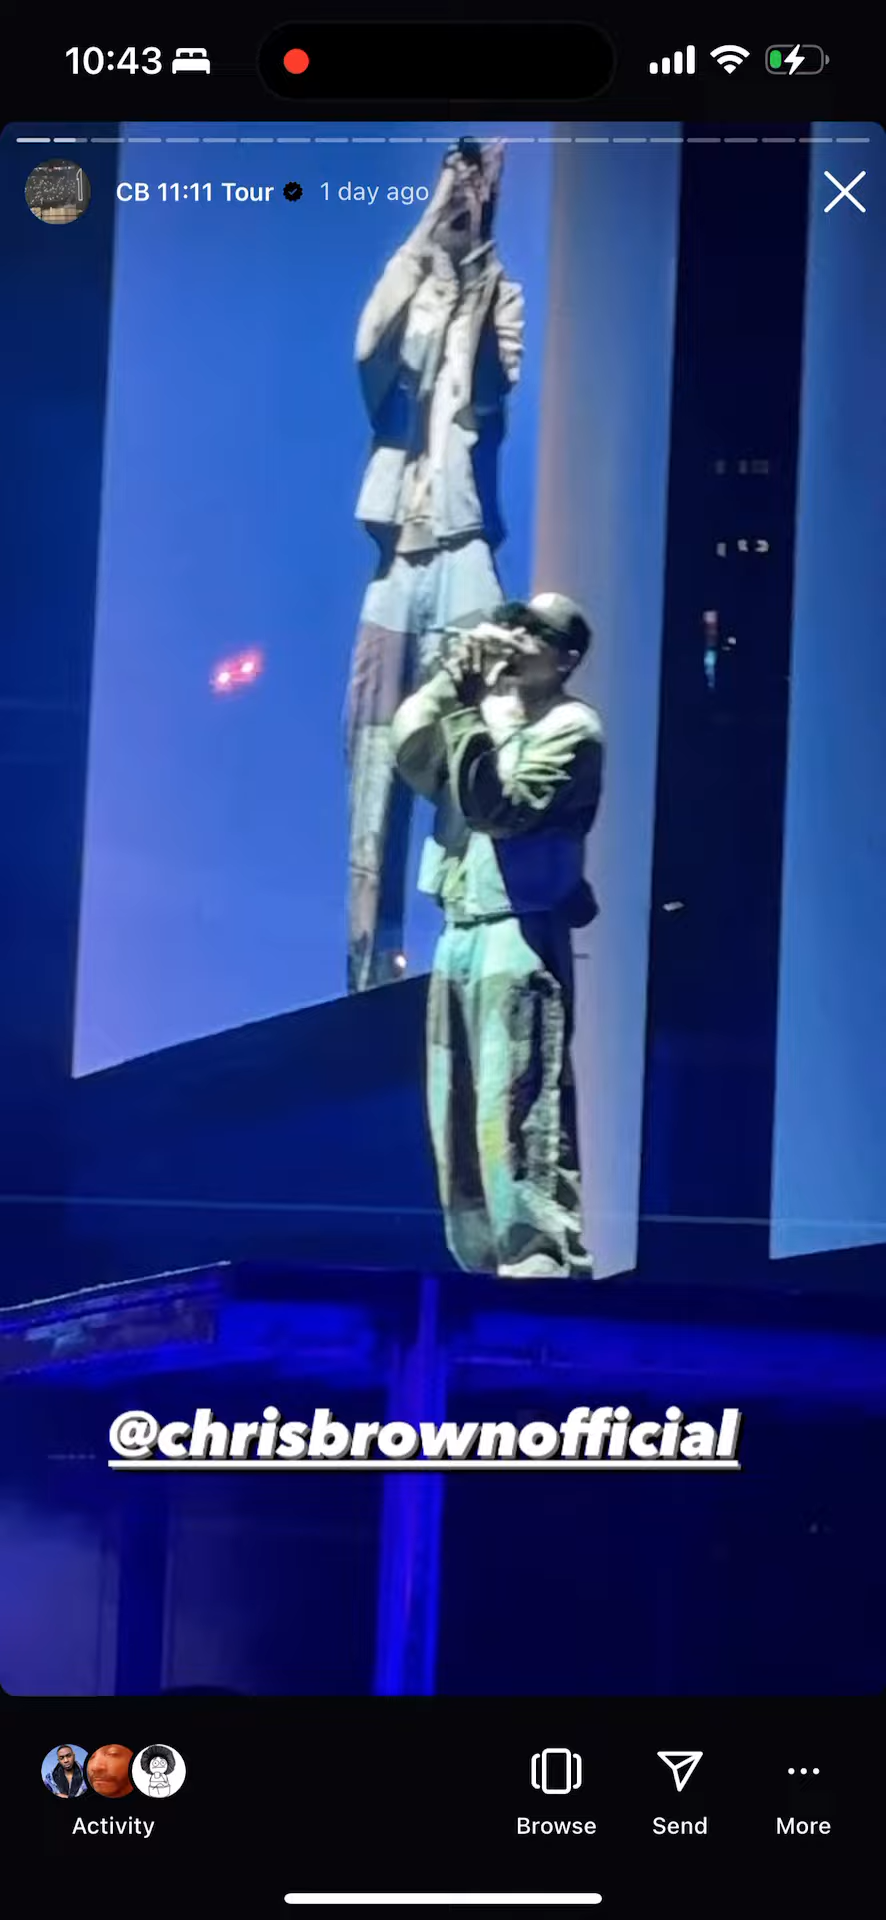 10:43
CB 11:11 Tour 1 day ago
@chrisbrownofficial
Activity
Browse
Send
More